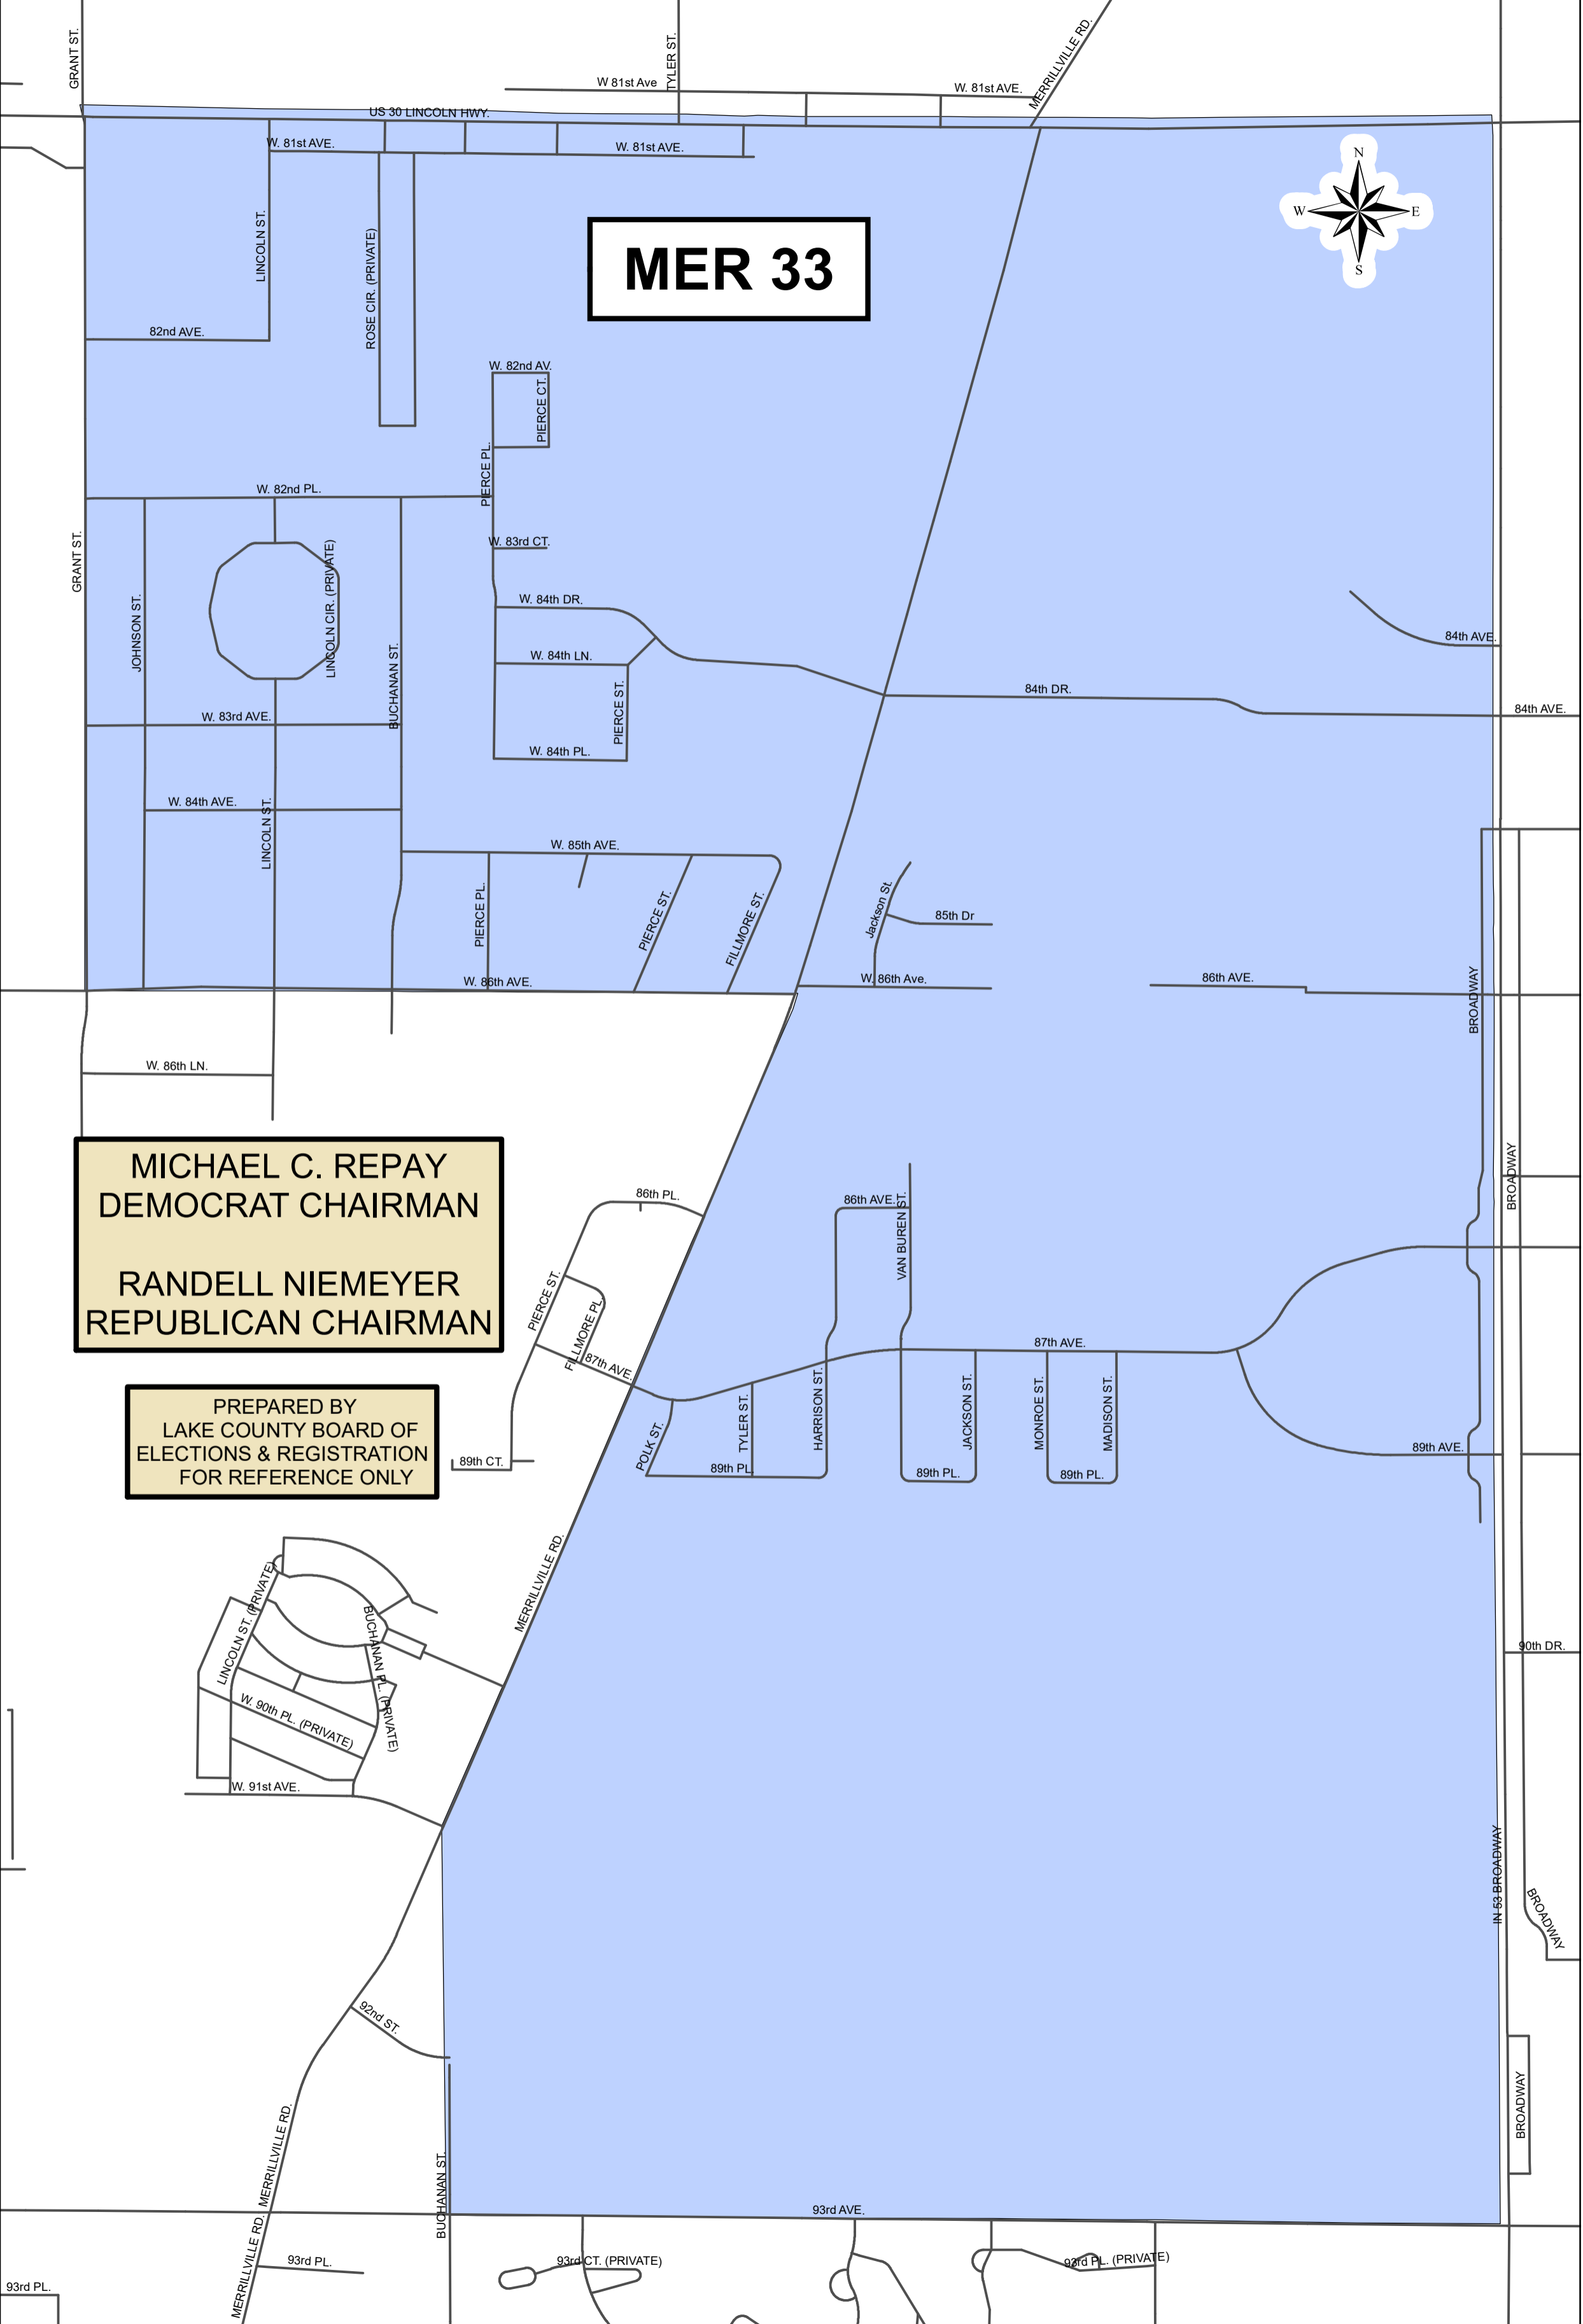 GRANT ST.
TYLER ST.
MERRILLVILLE RD.
W 81st Ave
W. 81st AVE.
US 30 LINCOLN HWY.
W. 81st AVE.
W. 81st AVE.
N
W
E
S
MER 33
LINCOLN ST.
ROSE CIR. (PRIVATE)
82nd AVE.
W. 82nd AV.
PIERCE CT.
PIERCE PL.
W. 82nd PL.
GRANT ST.
W. 83rd CT.
JOHNSON ST.
LINCOLN CIR. (PRIVATE)
BUCHANAN ST.
W. 84th DR.
84th AVE.
W. 84th LN.
PIERCE ST.
84th DR.
84th AVE.
W. 83rd AVE.
W. 84th PL.
W. 84th AVE.
LINCOLN ST.
W. 85th AVE.
PIERCE PL.
PIERCE ST.
FILLMORE ST.
Jackson St.
85th Dr
W. 86th AVE.
W. 86th Ave.
86th AVE.
BROADWAY
W. 86th LN.
MICHAEL C. REPAY
DEMOCRAT CHAIRMAN
RANDELL NIEMEYER
REPUBLICAN CHAIRMAN
86th PL.
86th AVE.
VAN BUREN ST.
BROADWAY
PIERCE ST.
FILLMORE PL.
87th AVE.
87th AVE.
PREPARED BY
LAKE COUNTY BOARD OF
ELECTIONS & REGISTRATION
FOR REFERENCE ONLY
89th CT.
POLK ST.
TYLER ST.
HARRISON ST.
JACKSON ST.
MONROE ST.
MADISON ST.
89th AVE.
89th PL.
89th PL.
89th PL.
MERRILLVILLE RD.
LINCOLN ST. (PRIVATE)
BUCHANAN PL. (PRIVATE)
90th DR.
W. 90th PL. (PRIVATE)
W. 91st AVE.
IN 53 BROADWAY
BROADWAY
92nd ST.
BROADWAY
MERRILLVILLE RD.
BUCHANAN ST.
93rd AVE.
MERRILLVILLE RD.
93rd PL.
93rd CT. (PRIVATE)
93rd PL. (PRIVATE)
93rd PL.